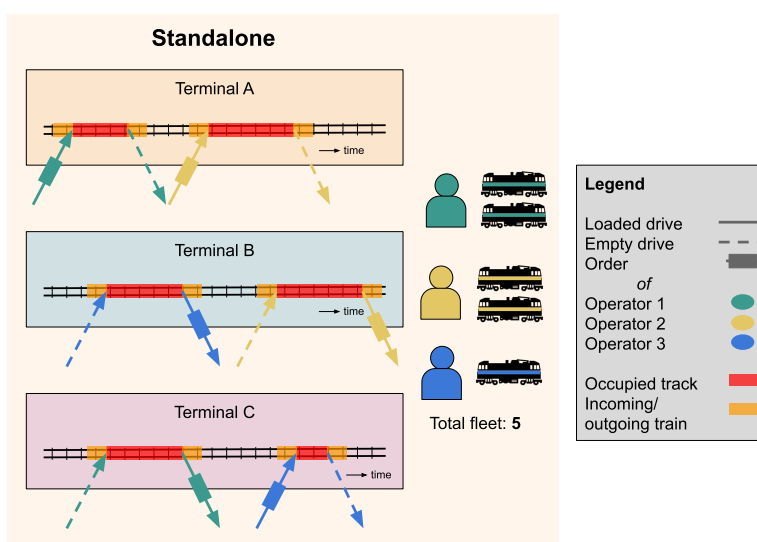 Standalone
Terminal A
time
Terminal B
time
Terminal C
time
Total fleet: 5
Legend
Loaded drive
Empty drive
Order
of
Operator 1
Operator 2
Operator 3
Occupied track
Incoming/
outgoing train